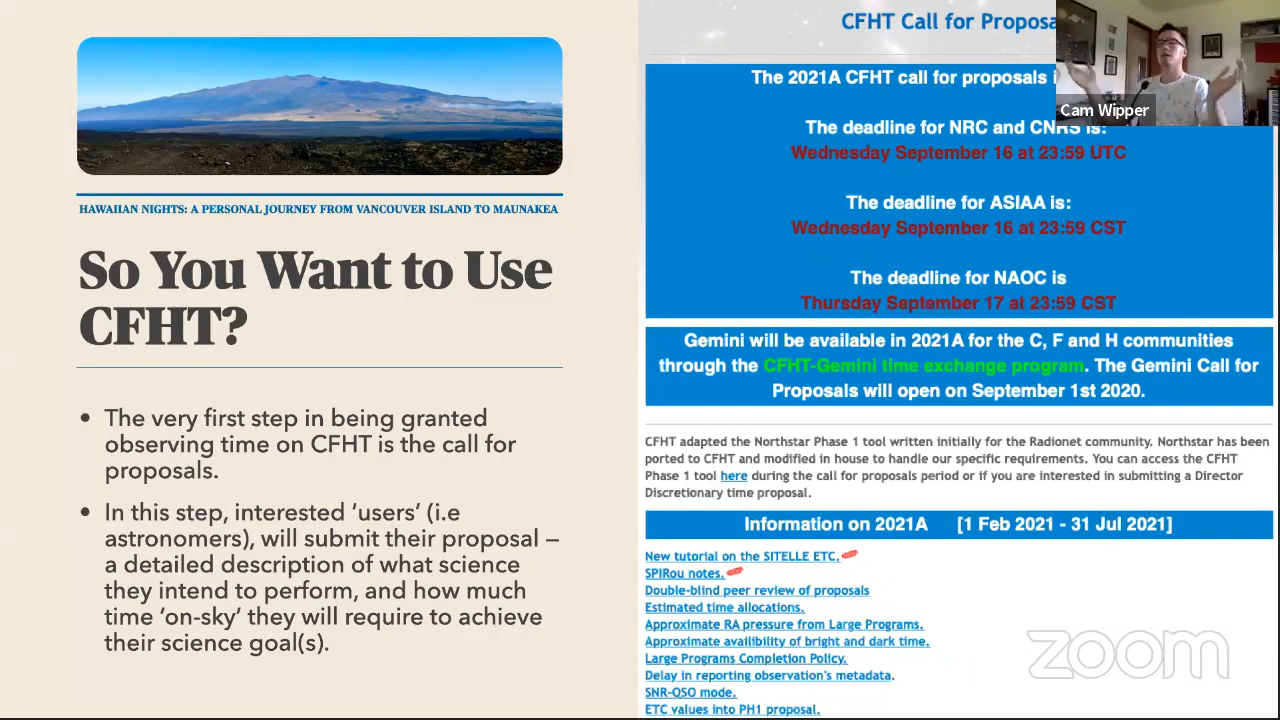 HAWAIIAN NIGHTS: A PERSONAL JOURNEY FROM VANCOUVER ISLAND TO MAUNAKEA
So You Want to Use
CFHT?
• The very first step in being granted
observing time on CFHT is the call for
proposals.
• In this step, interested ‘users’ (i.e
astronomers), will submit their proposal –
a detailed description of what science
they intend to perform, and how much
time ‘on-sky’ they will require to achieve
their science goal(s).
CFHT Call for Propos
The 2021A CFHT call for proposals
Cam Wipper
The deadline for NRC and CNRS is:
Wednesday September 16 at 23:59 UTC
The deadline for ASIAA is:
Wednesday September 16 at 23:59 CST
The deadline for NAOC is
Thursday September 17 at 23:59 CST
Gemini will be available in 2021A for the C, F and H communities
through the CFHT-Gemini time exchange program. The Gemini Call for
Proposals will open on September 1st 2020.
CFHT adapted the Northstar Phase 1 tool written initially for the Radionet community. Northstar has been
ported to CFHT and modified in house to handle our specific requirements. You can access the CFHT
Phase 1 tool here during the call for proposals period or if you are interested in submitting a Director
Discretionary time proposal.
Information on 2021A [1 Feb 2021 - 31 Jul 2021]
New tutorial on the SITELLE ETC.
SPIRou notes.
Double-blind peer review of proposals
Estimated time allocations.
Approximate RA pressure from Large Programs.
Approximate availibility of bright and dark time.
Large Programs Completion Policy.
Delay in reporting observation's metadata.
SNR-QSO mode.
ETC values into PH1 proposal.
zoom